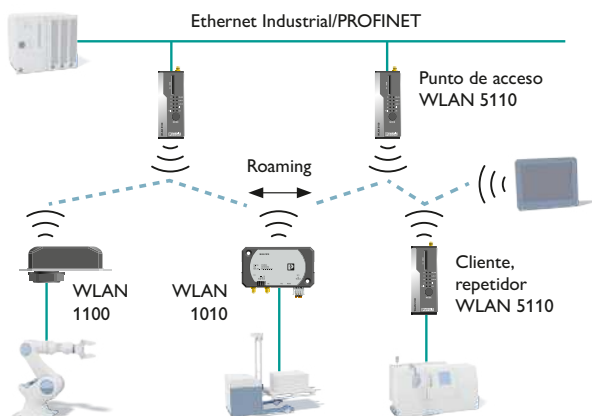 Ethernet Industrial/PROFINET
Punto de acceso
WLAN 5110
Roaming
WLAN
1100
WLAN
1010
Cliente,
repetidor
WLAN 5110